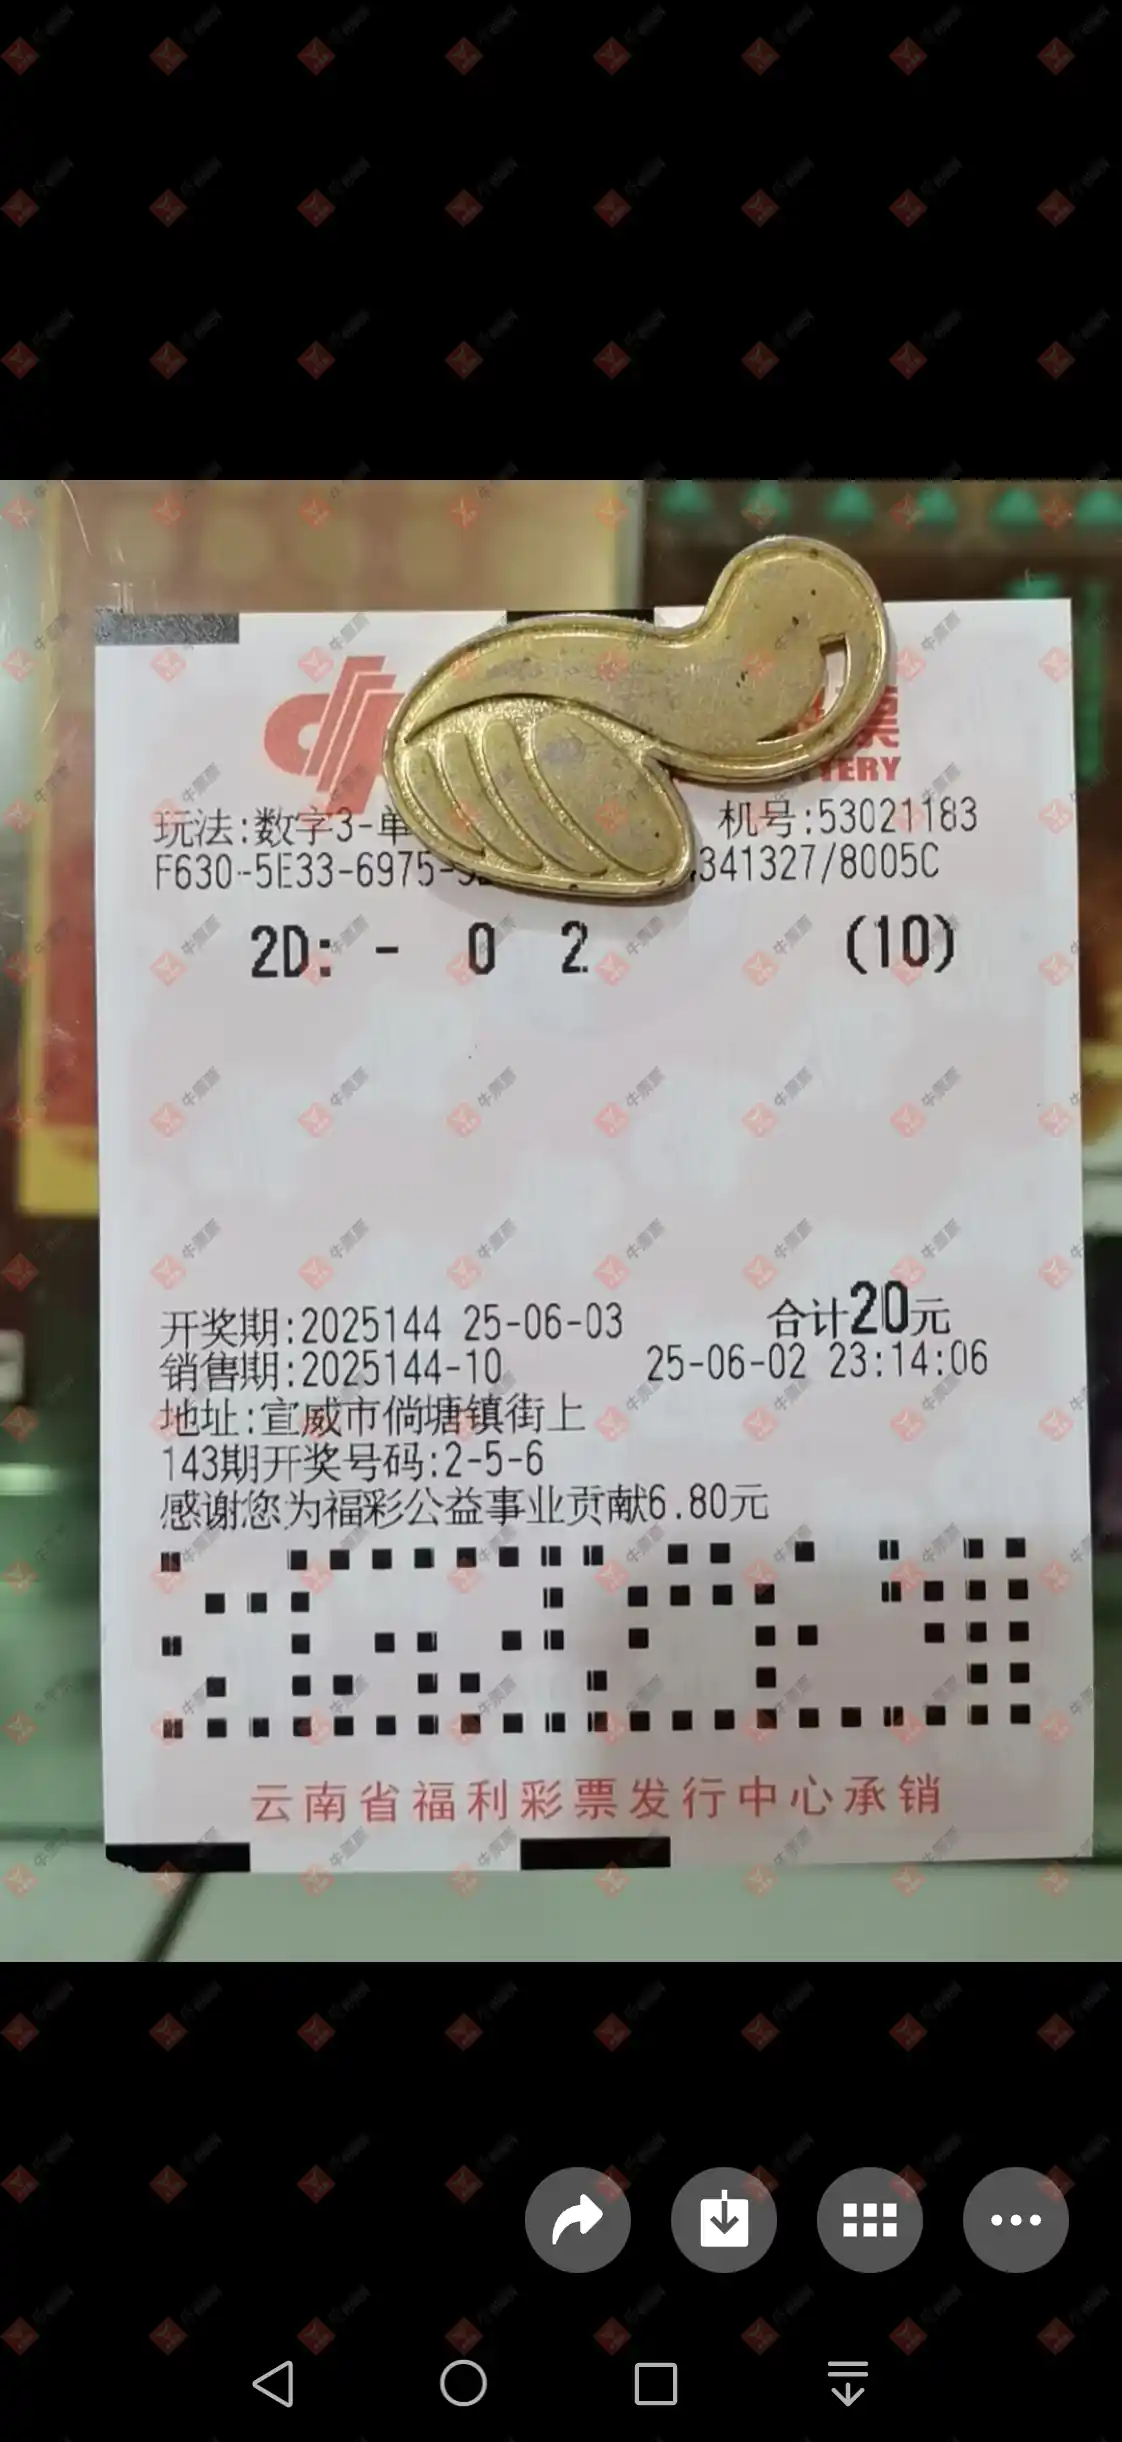 票
TERY
玩法:数字3-单
机号:53021183
F630-5E33-6975-
341327/8005C
2D: - 0 2 (10)
开奖期:2025144 25-06-03
合计20元
销售期:2025144-10
25-06-02 23:14:06
地址:宣威市倘塘镇街上
143期开奖号码:2-5-6
感谢您为福彩公益事业贡献6.80元
云南省福利彩票发行中心承销